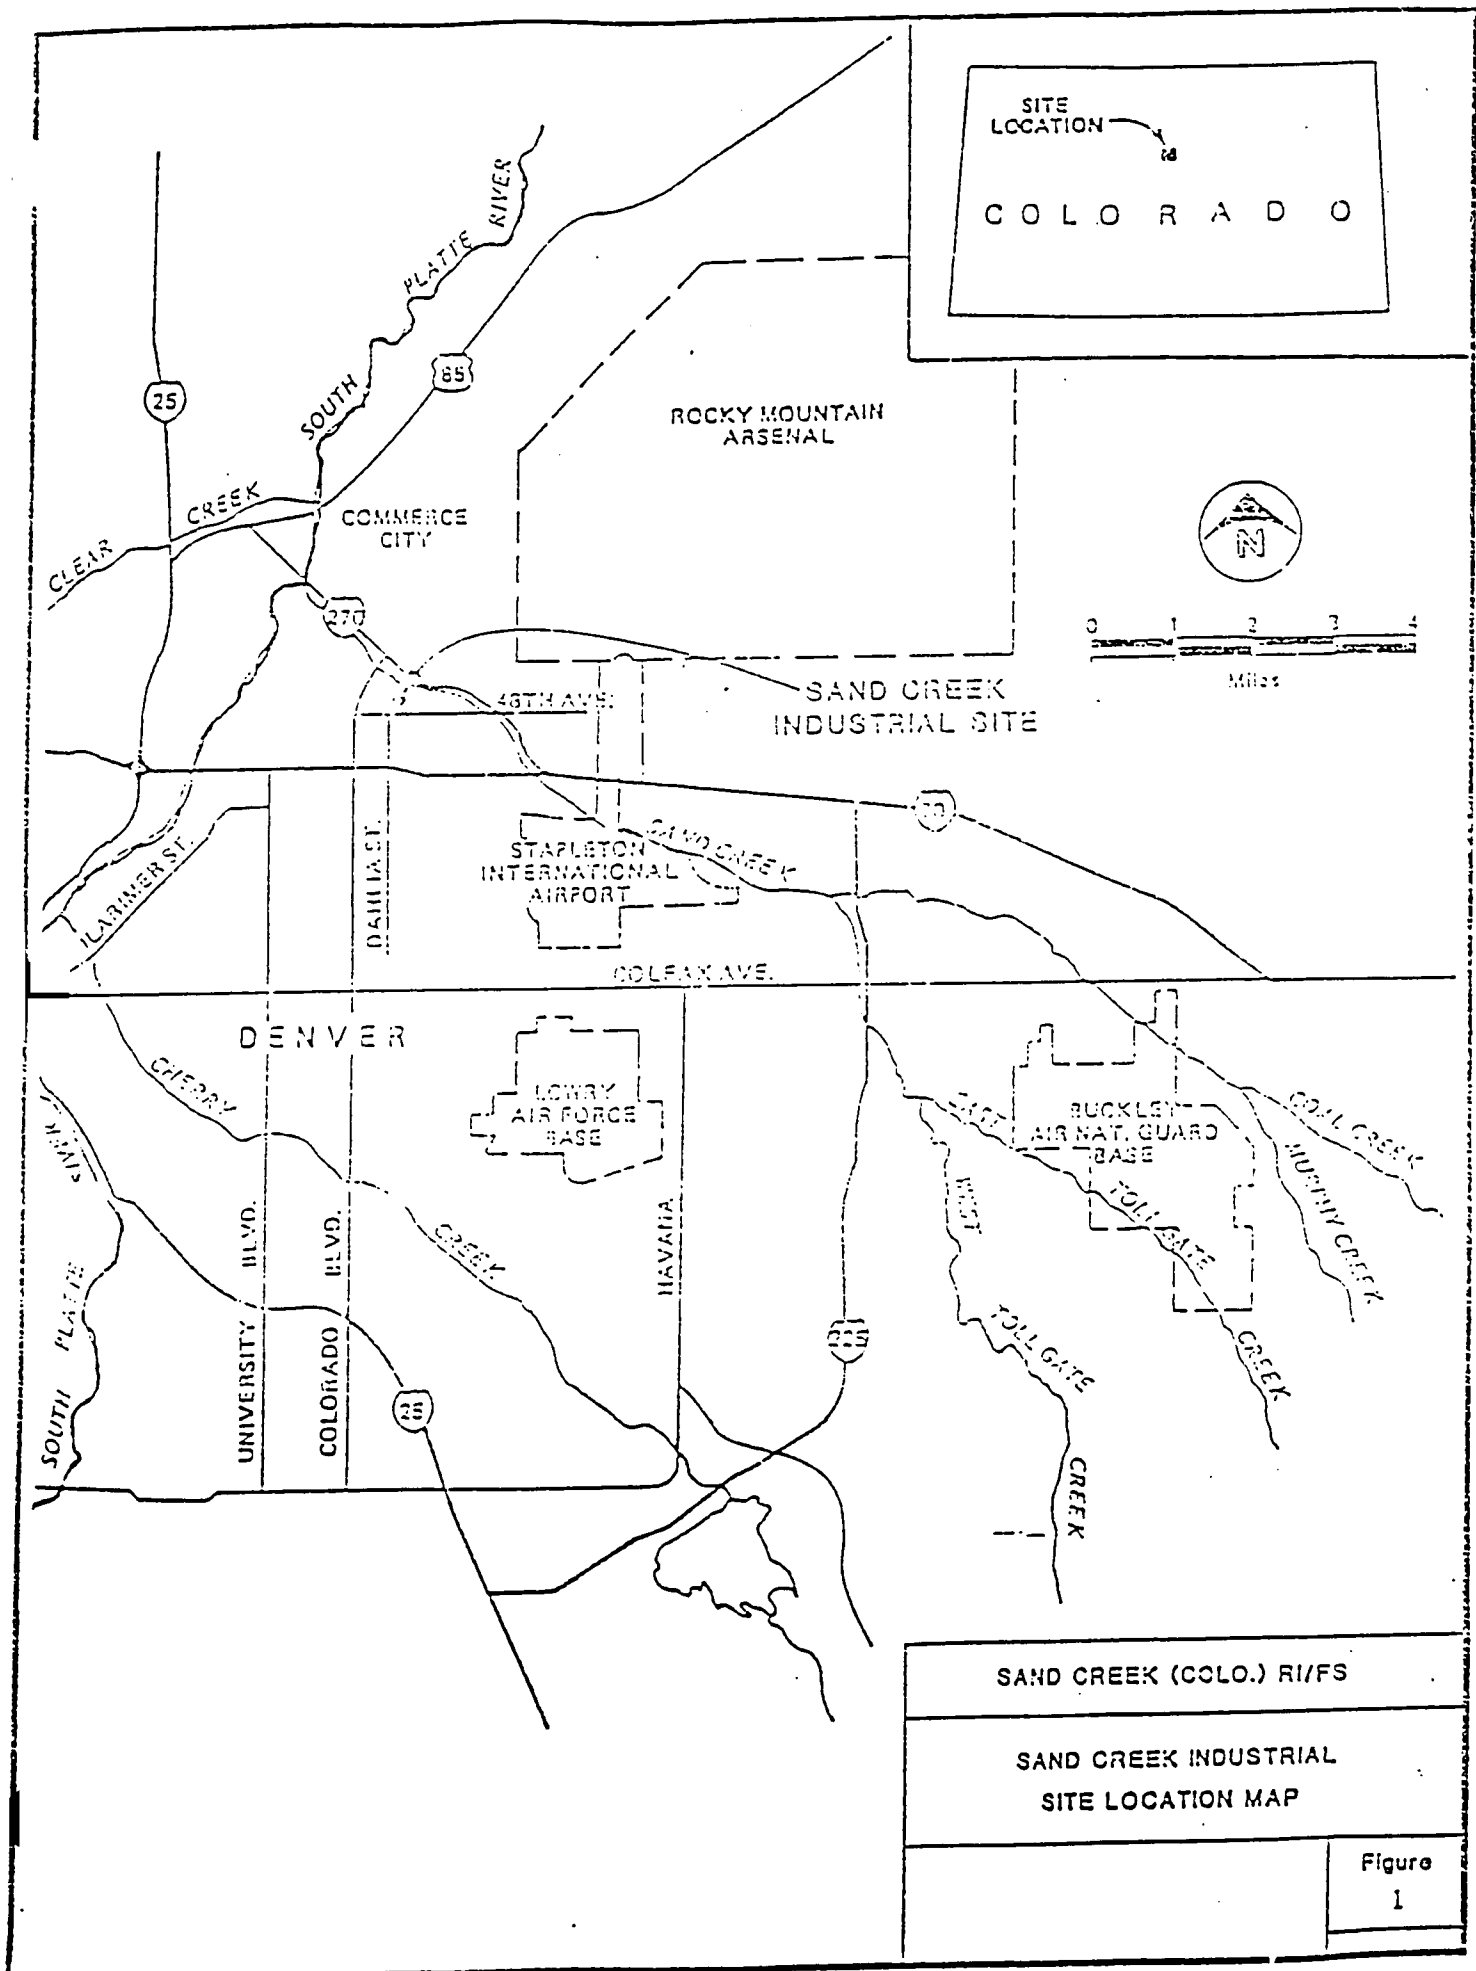 SITE
LOCATION
COLORADO
SOUTH PLATTE RIVER
25
85
ROCKY MOUNTAIN
ARSENAL
CLEAR CREEK
COMMERCE
CITY
N
270
0 1 2 3 4
Miles
SAND CREEK
INDUSTRIAL SITE
48TH AVE.
70
LARIMER ST.
DAHLIA ST.
STAPLETON
INTERNATIONAL
AIRPORT
SAND CREEK
COLFAX AVE.
DENVER
CHERRY CREEK
LOWRY
AIR FORCE
BASE
BUCKLEY
AIR NAT. GUARD
BASE
COAL CREEK
MURPHY CREEK
EAST TOLL GATE CREEK
WEST TOLL GATE CREEK
SOUTH PLATTE RIVER
UNIVERSITY BLVD.
COLORADO BLVD.
HAVANA
225
25
SAND CREEK (COLO.) RI/FS
SAND CREEK INDUSTRIAL
SITE LOCATION MAP
Figure
1